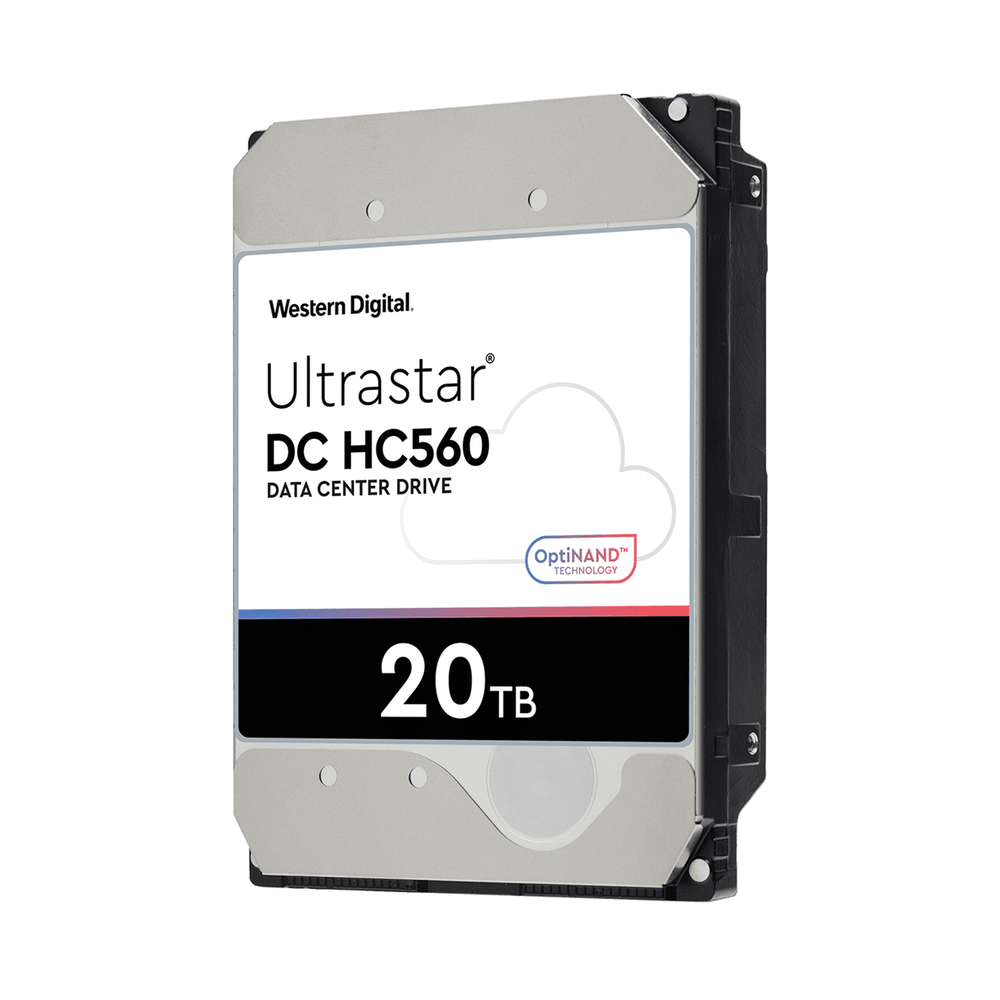 Western Digital.
Ultrastar®
DC HC560
DATA CENTER DRIVE
OptiNAND™
TECHNOLOGY
20TB